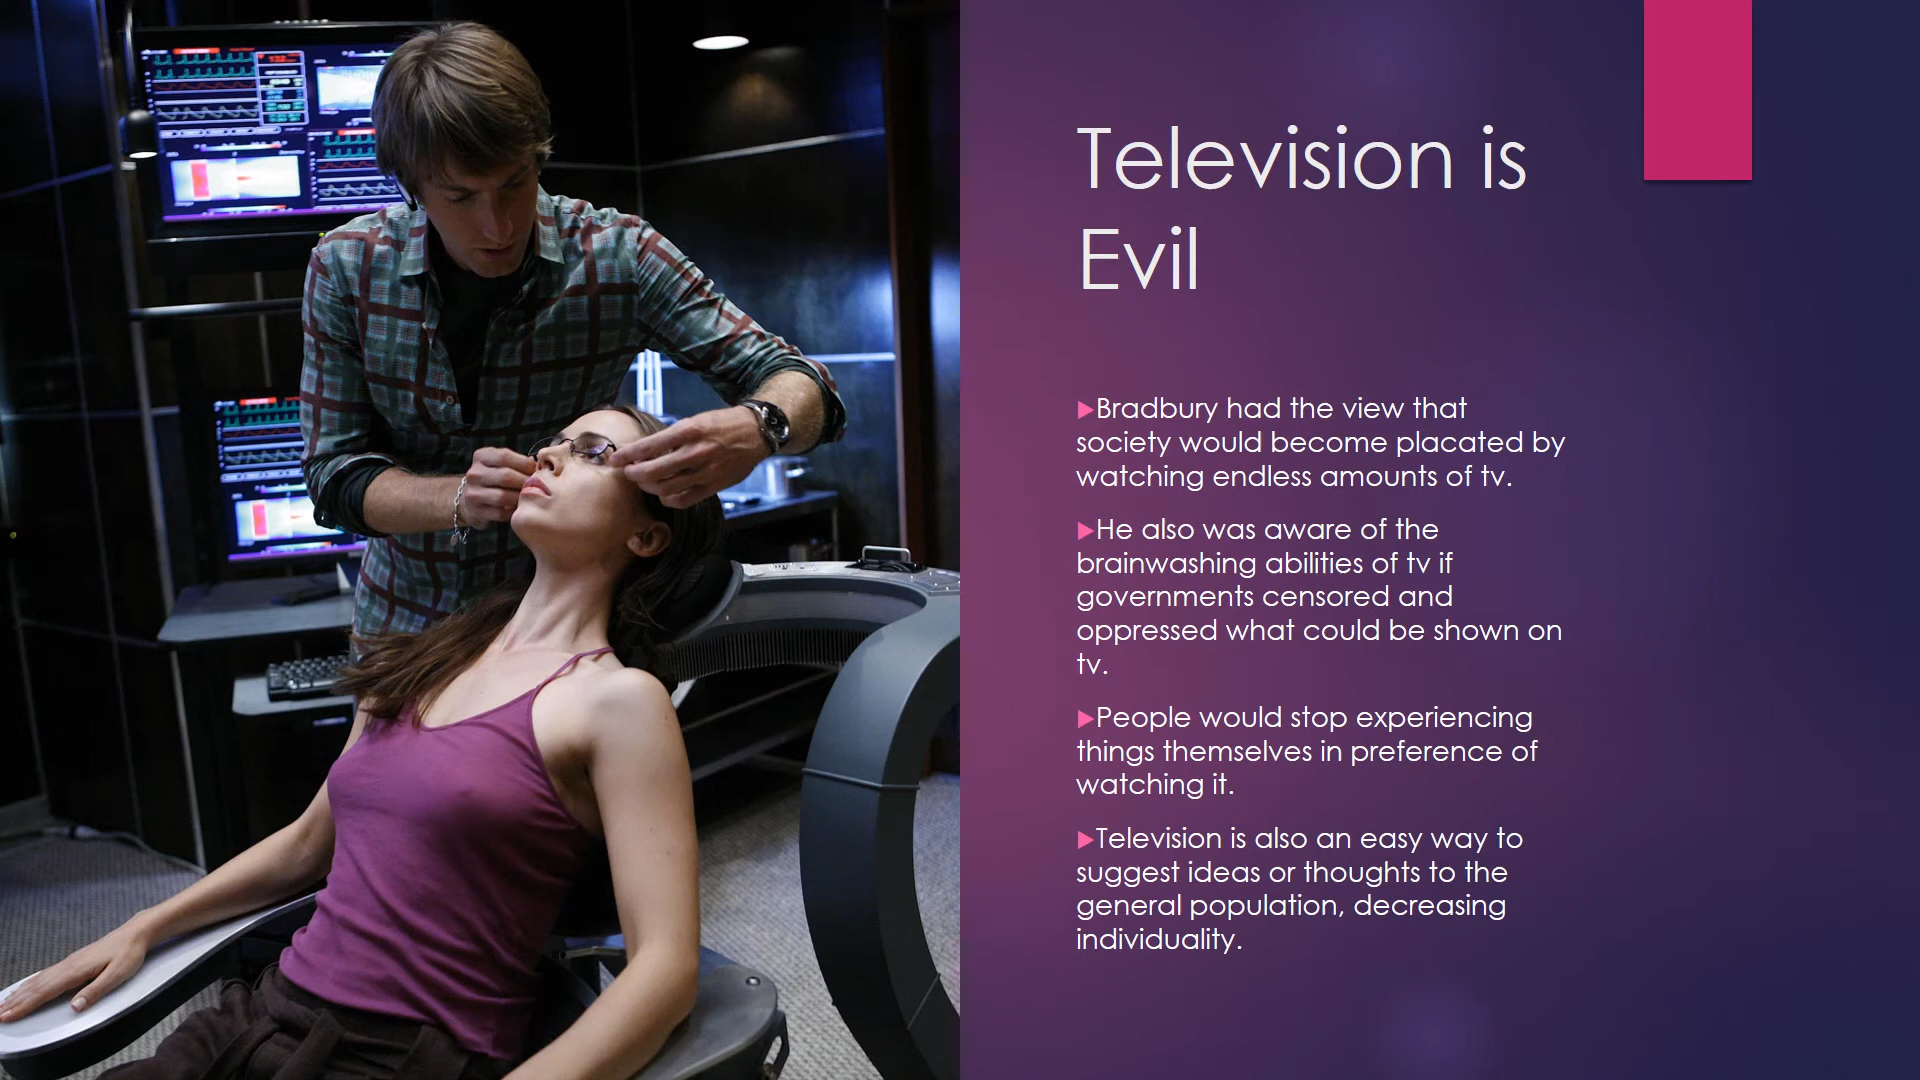 Television is
Evil
▶Bradbury had the view that
society would become placated by
watching endless amounts of tv.
▶He also was aware of the
brainwashing abilities of tv if
governments censored and
oppressed what could be shown on
tv.
▶People would stop experiencing
things themselves in preference of
watching it.
▶Television is also an easy way to
suggest ideas or thoughts to the
general population, decreasing
individuality.